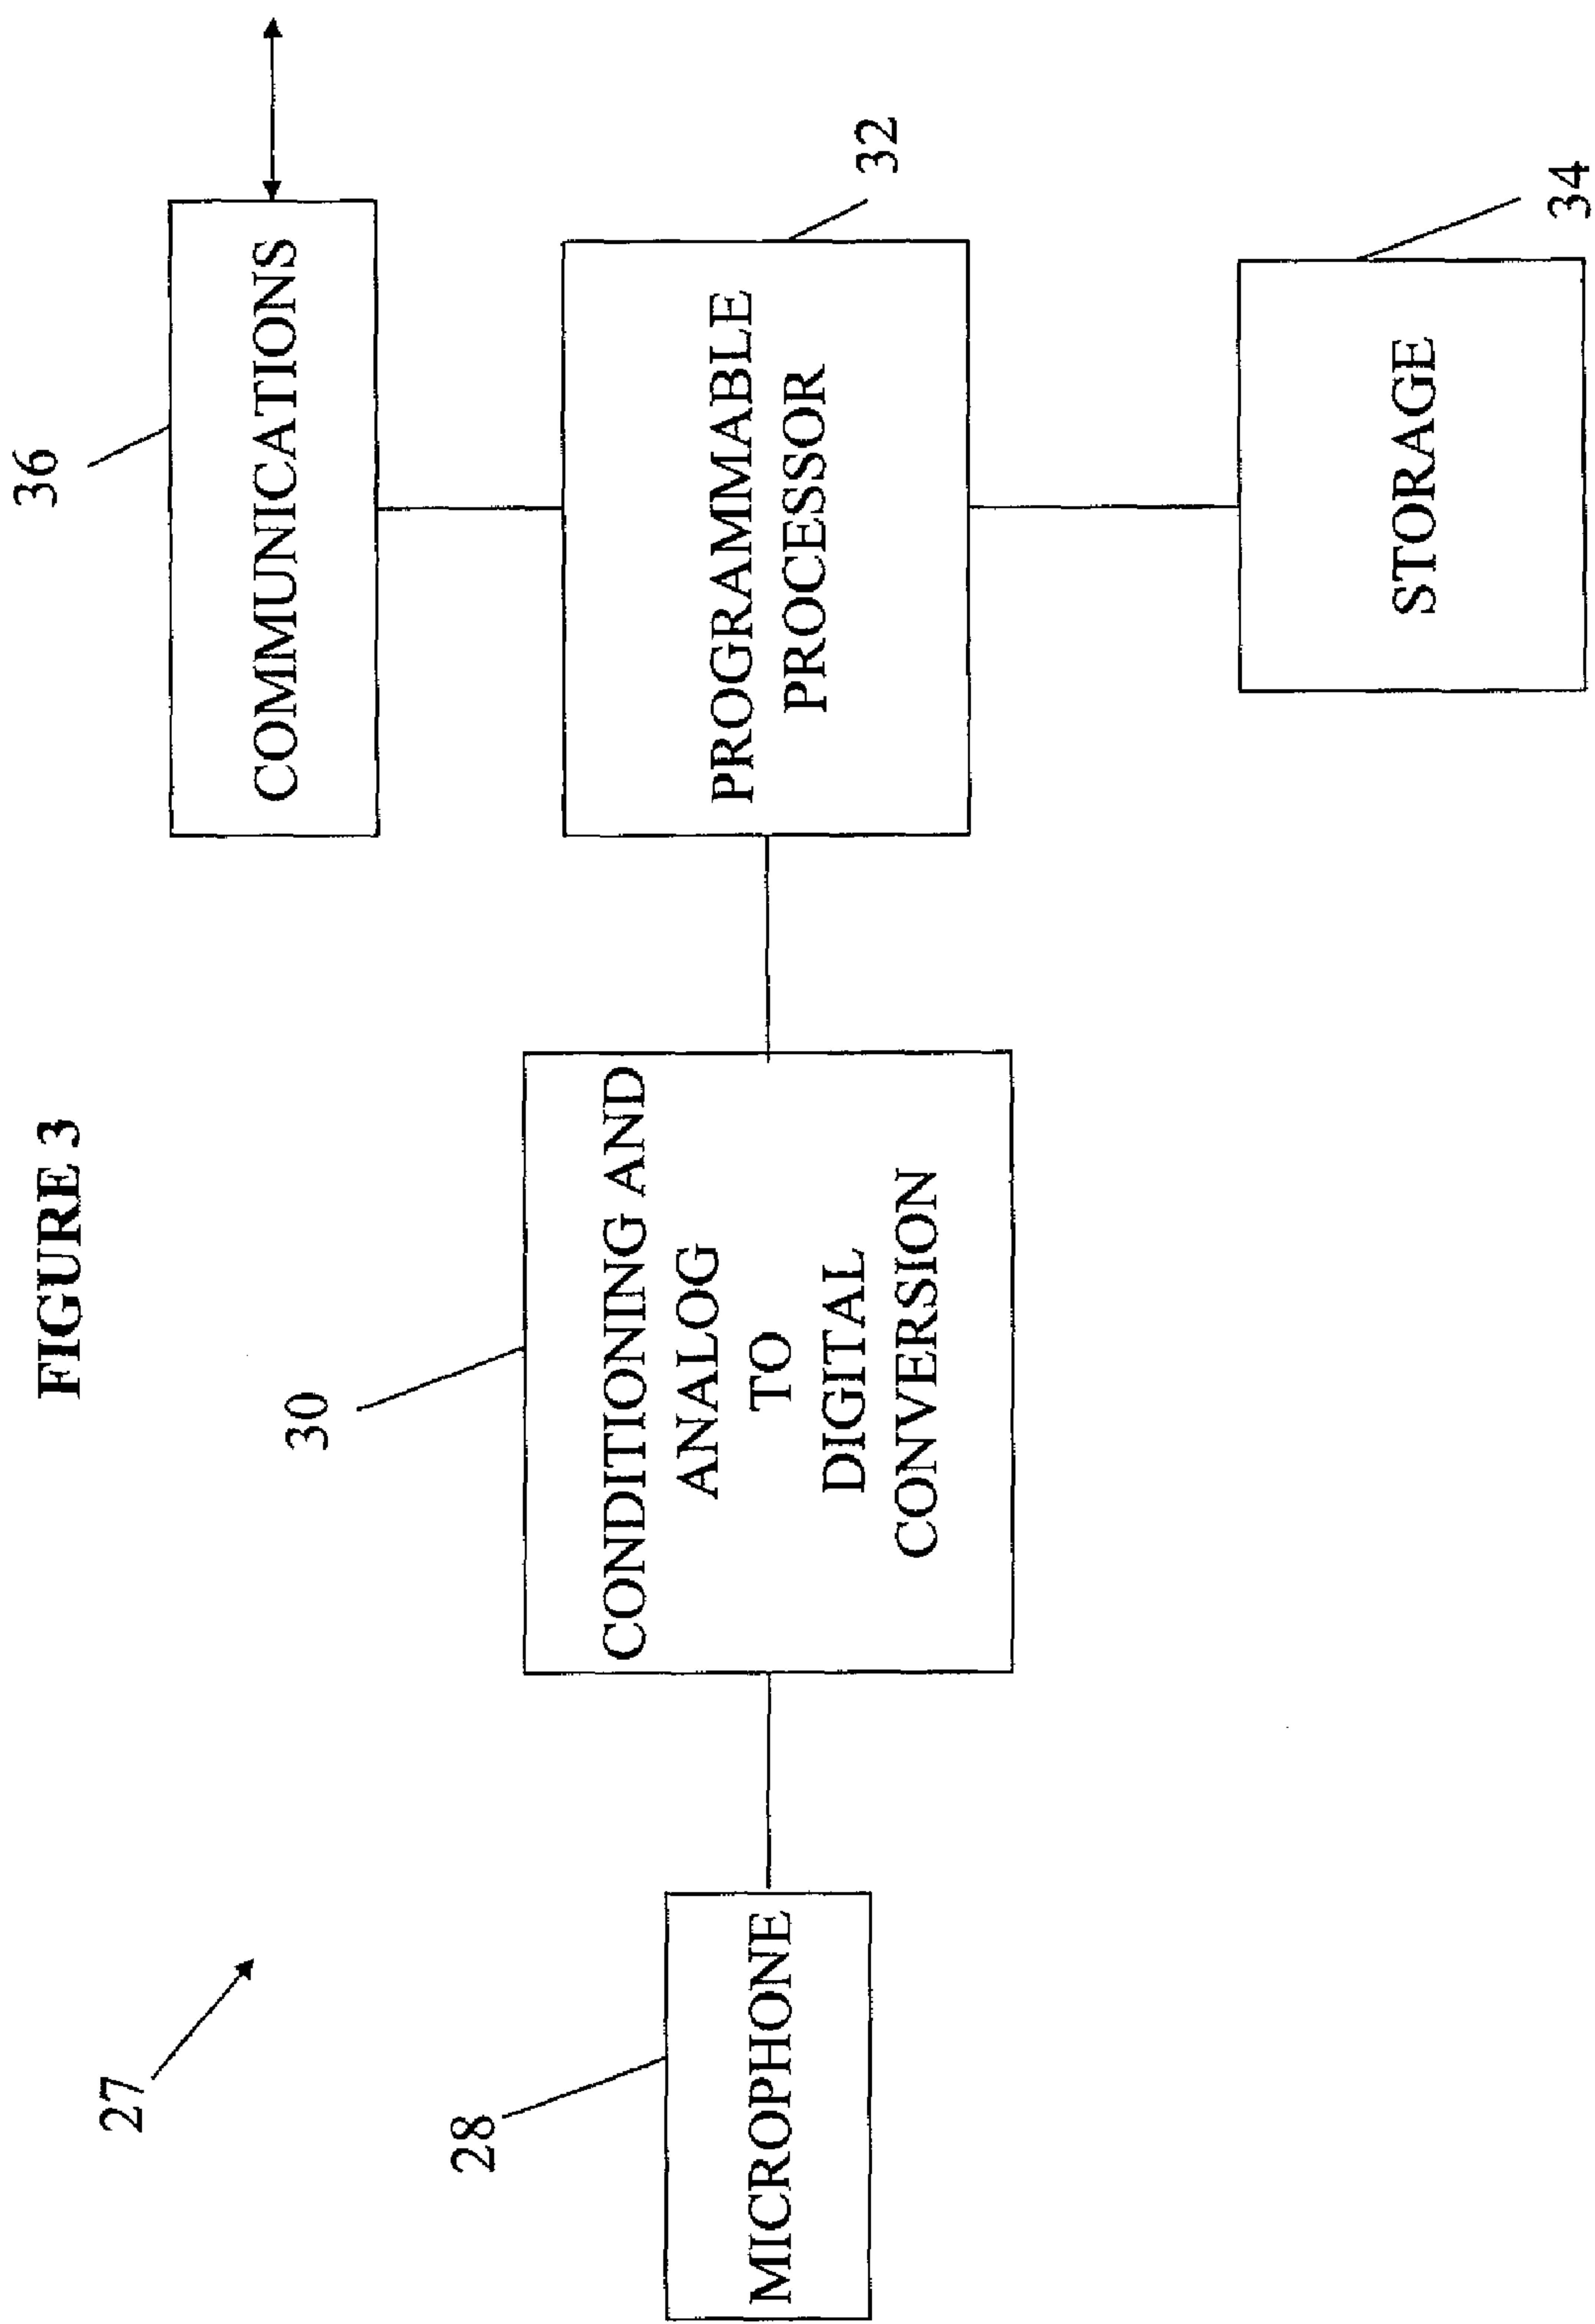 FIGURE 3
27
28
MICROPHONE
30
CONDITIONING AND
ANALOG
TO
DIGITAL
CONVERSION
36
COMMUNICATIONS
PROGRAMMABLE
PROCESSOR
32
STORAGE
34